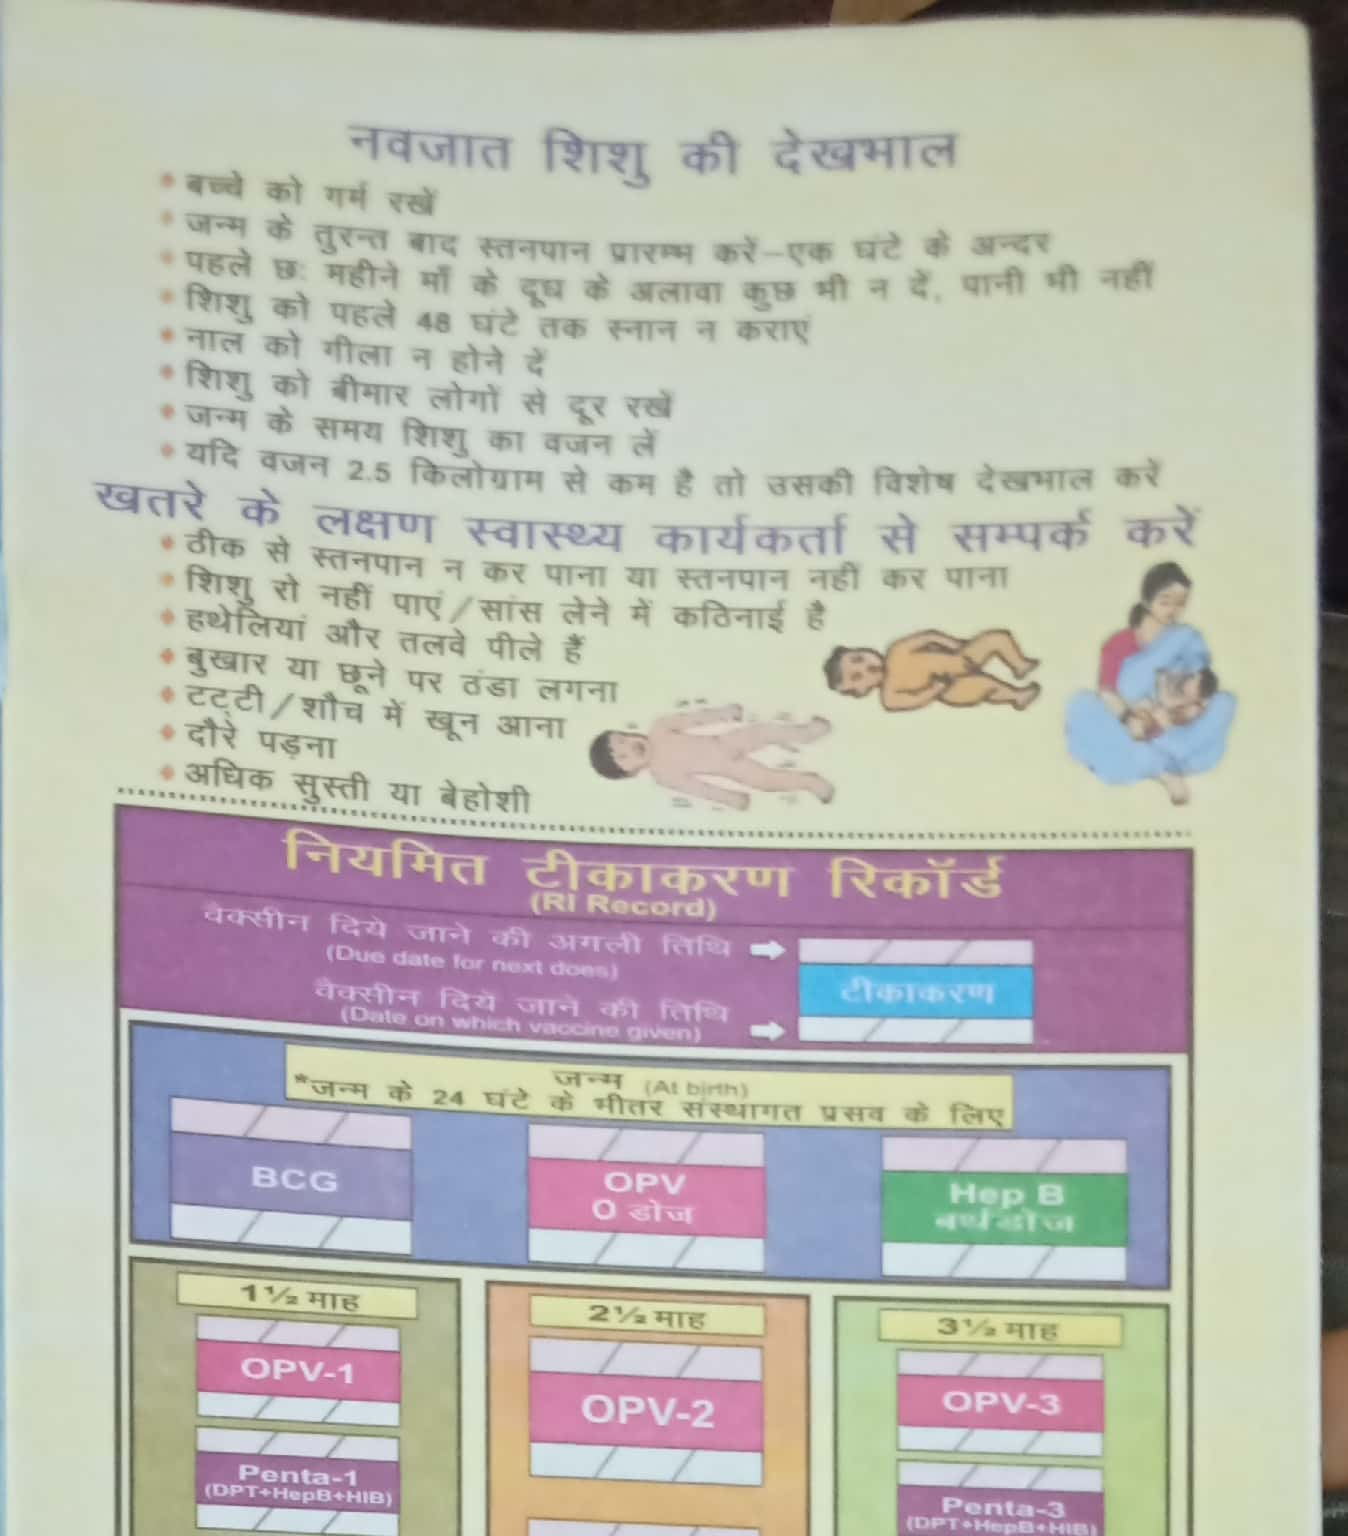 नवजात शिशु की देखभाल
बच्चे को गर्म रखें
जन्म के तुरन्त बाद स्तनपान प्रारम्भ करें–एक घंटे के अन्दर
पहले छः महीने माँ के दूध के अलावा कुछ भी न दें, पानी भी नहीं
शिशु को पहले 48 घंटे तक स्नान न कराएं
नाल को गीला न होने दें
शिशु को बीमार लोगों से दूर रखें
जन्म के समय शिशु का वजन लें
यदि वजन 2.5 किलोग्राम से कम है तो उसकी विशेष देखभाल करें
खतरे के लक्षण स्वास्थ्य कार्यकर्ता से सम्पर्क करें
ठीक से स्तनपान न कर पाना या स्तनपान नहीं कर पाना
शिशु रो नहीं पाएं/सांस लेने में कठिनाई है
हथेलियां और तलवे पीले हैं
बुखार या छूने पर ठंडा लगना
टट्टी/शौच में खून आना
दौरे पड़ना
अधिक सुस्ती या बेहोशी
नियमित टीकाकरण रिकॉर्ड
(RI Record)
वैक्सीन दिये जाने की अगली तिथि
(Due date for next does)
टीकाकरण
वैक्सीन दिये जाने की तिथि
(Date on which vaccine given)
जन्म (At birth)
*जन्म के 24 घंटे के भीतर संस्थागत प्रसव के लिए
BCG
OPV
0 डोज
Hep B
बर्थडोज
1½ माह
2½ माह
3½ माह
OPV-1
OPV-2
OPV-3
Penta-1
(DPT+HepB+HIB)
Penta-3
(DPT+HepB+HIB)